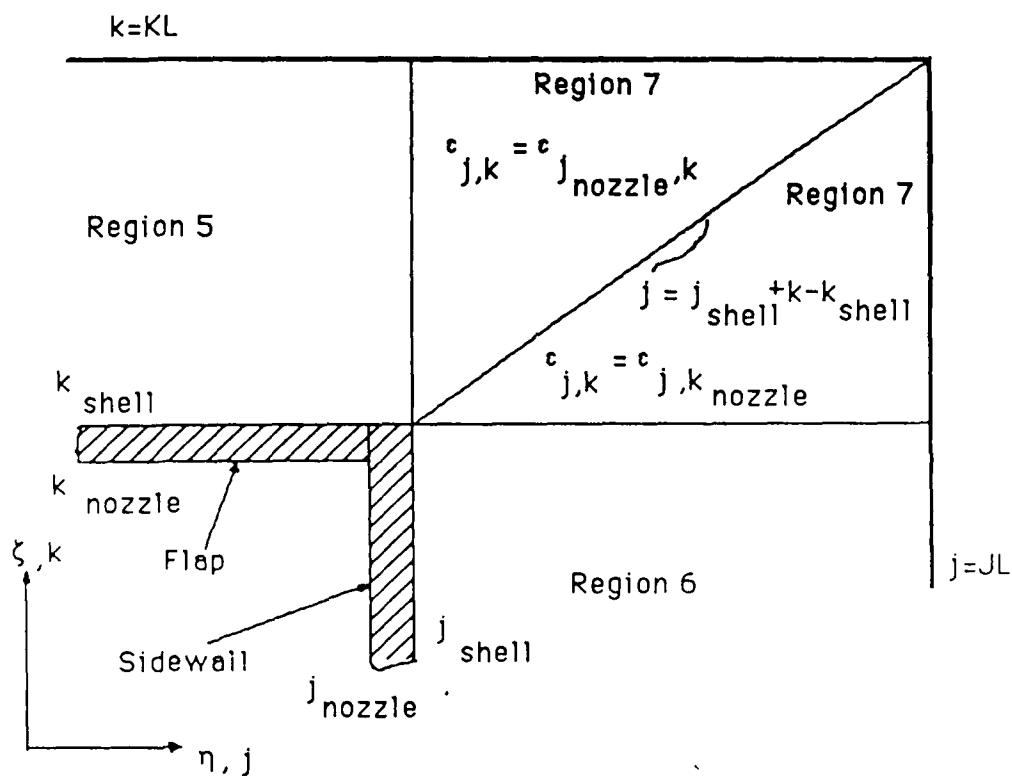 k=KL
Region 7
ε j,k = ε j nozzle,k
Region 7
Region 5
j = j shell +k-k shell
ε j,k = ε j,k nozzle
k shell
k nozzle
Flap
ζ,k
Region 6
j=JL
j shell
Sidewall
j nozzle
η,j